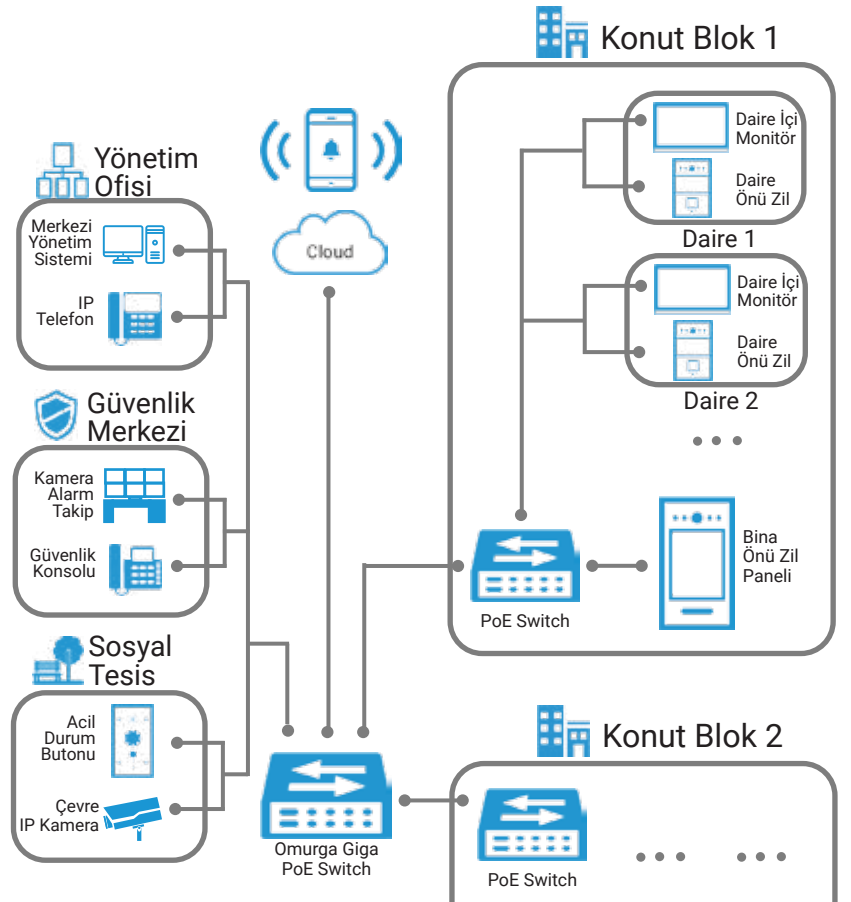 Konut Blok 1
Daire İçi
Monitör
Daire
Önü Zil
Daire 1
Daire İçi
Monitör
Daire
Önü Zil
Daire 2
Bina
Önü Zil
Paneli
PoE Switch
Cloud
Yönetim
Ofisi
Merkezi
Yönetim
Sistemi
IP
Telefon
Güvenlik
Merkezi
Kamera
Alarm
Takip
Güvenlik
Konsolu
Sosyal
Tesis
Acil
Durum
Butonu
Çevre
IP Kamera
Omurga Giga
PoE Switch
Konut Blok 2
PoE Switch